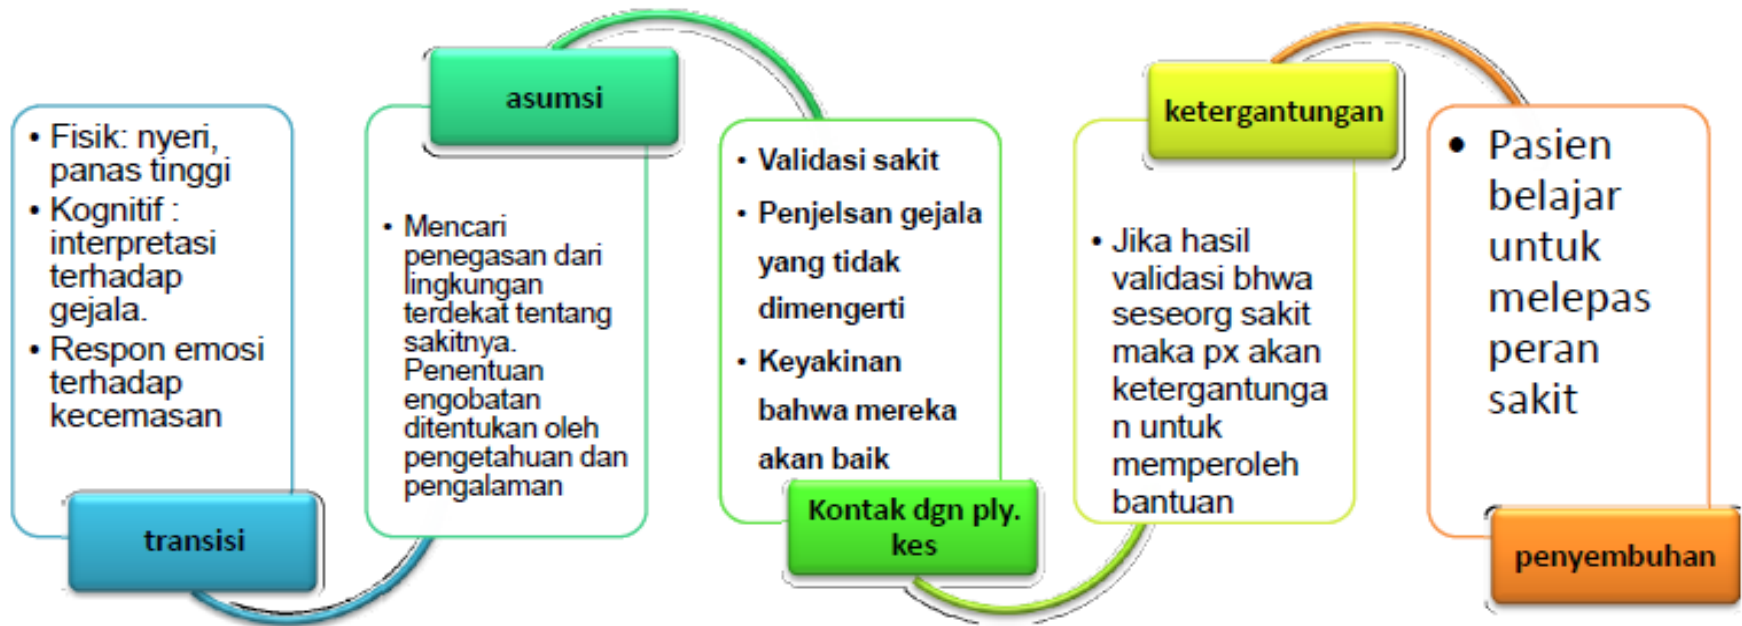 • Fisik: nyeri,
panas tinggi
• Kognitif :
interpretasi
terhadap
gejala.
• Respon emosi
terhadap
kecemasan
transisi
asumsi
• Mencari
penegasan dari
lingkungan
terdekat tentang
sakitnya.
Penentuan
engobatan
ditentukan oleh
pengetahuan dan
pengalaman
• Validasi sakit
• Penjelsan gejala
yang tidak
dimengerti
• Keyakinan
bahwa mereka
akan baik
Kontak dgn ply.
kes
ketergantungan
• Jika hasil
validasi bhwa
seseorg sakit
maka px akan
ketergantunga
n untuk
memperoleh
bantuan
• Pasien
belajar
untuk
melepas
peran
sakit
penyembuhan